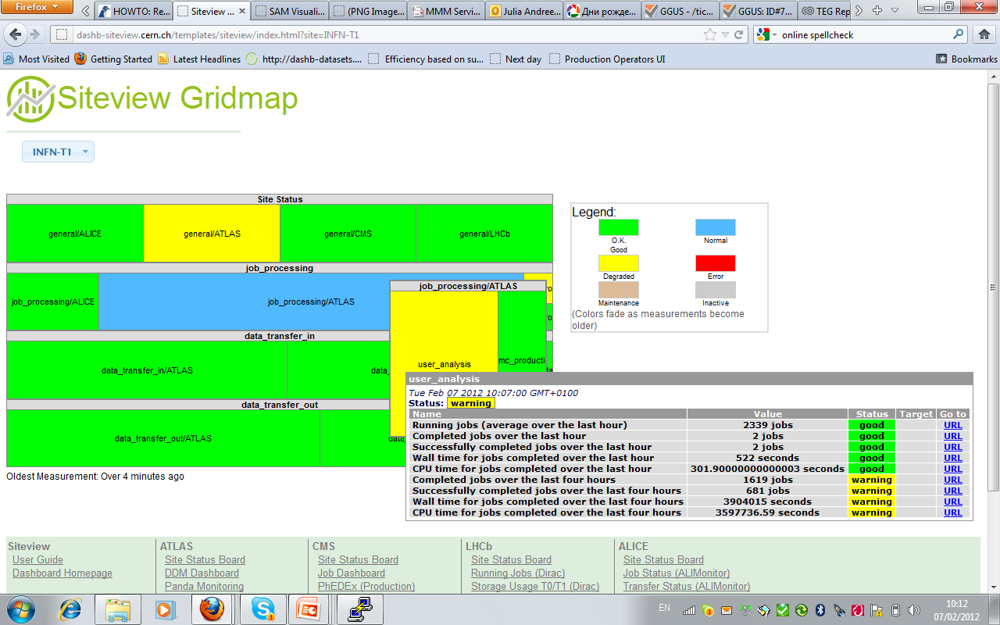 Firefox
HOWTO: Re...
Siteview ...
SAM Visuali...
(PNG Image...
MMM Servi...
Julia Andree...
Дни рожде...
GGUS - /tic...
GGUS: ID#7...
TEG Rep
dashb-siteview.cern.ch/templates/siteview/index.html?site=INFN-T1
online spellcheck
Most Visited
Getting Started
Latest Headlines
http://dashb-datasets....
Efficiency based on su...
Next day
Production Operators UI
Bookmarks
Siteview Gridmap
INFN-T1
Site Status
general/ALICE
general/ATLAS
general/CMS
general/LHCb
job_processing
job_processing/ALICE
job_processing/ATLAS
job_processing/ATLAS
user_analysis
mc_producti
data_transfer_in
data_transfer_in/ATLAS
data_
data_transfer_out
data_transfer_out/ATLAS
data_
Oldest Measurement: Over 4 minutes ago
Legend:
O.K.
Good
Normal
Degraded
Error
Maintenance
Inactive
(Colors fade as measurements become
older)
user_analysis
Tue Feb 07 2012 10:07:00 GMT+0100
Status: warning
Name Value Status Target Go to
Running jobs (average over the last hour) 2339 jobs good URL
Completed jobs over the last hour 2 jobs good URL
Successfully completed jobs over the last hour 2 jobs good URL
Wall time for jobs completed over the last hour 522 seconds good URL
CPU time for jobs completed over the last hour 301.90000000000003 seconds good URL
Completed jobs over the last four hours 1619 jobs warning URL
Successfully completed jobs over the last four hours 681 jobs warning URL
Wall time for jobs completed over the last four hours 3904015 seconds warning URL
CPU time for jobs completed over the last four hours 3597736.59 seconds warning URL
Siteview
User Guide
Dashboard Homepage
ATLAS
Site Status Board
DDM Dashboard
Panda Monitoring
CMS
Site Status Board
Job Dashboard
PhEDEx (Production)
LHCb
Site Status Board
Running Jobs (Dirac)
Storage Usage T0/T1 (Dirac)
ALICE
Site Status Board
Job Status (ALIMonitor)
Transfer Status (ALIMonitor)
EN
10:12
07/02/2012